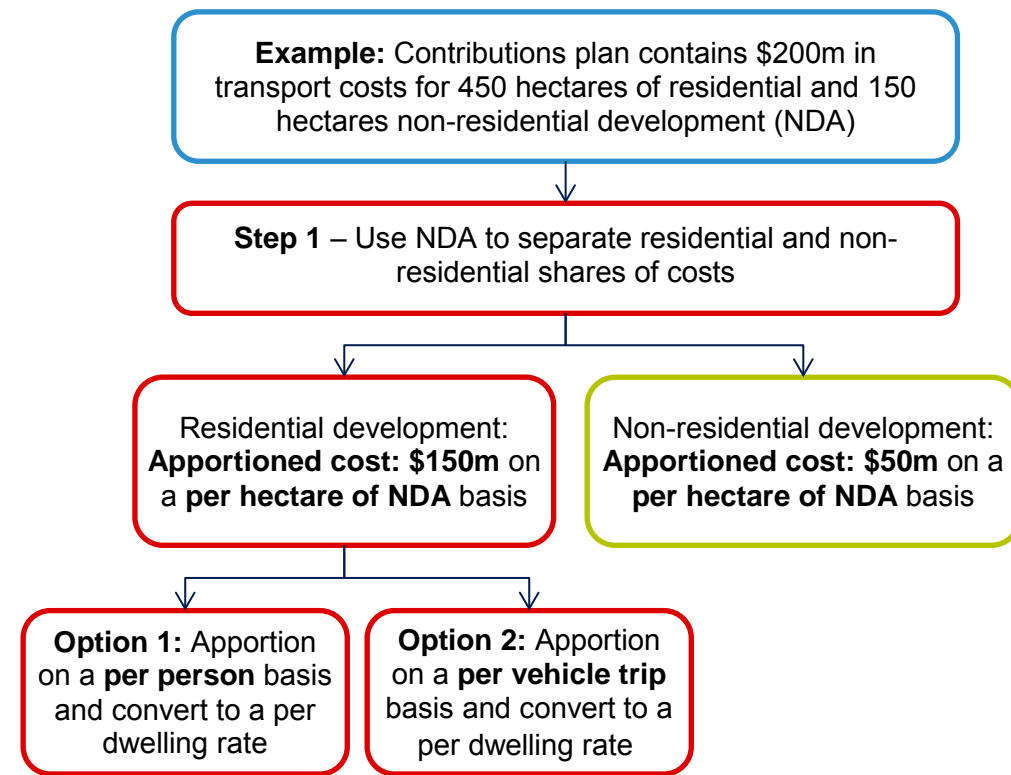 Example: Contributions plan contains $200m in
transport costs for 450 hectares of residential and 150
hectares non-residential development (NDA)
Step 1 – Use NDA to separate residential and non-
residential shares of costs
Residential development:
Apportioned cost: $150m on
a per hectare of NDA basis
Non-residential development:
Apportioned cost: $50m on a
per hectare of NDA basis
Option 1: Apportion
on a per person basis
and convert to a per
dwelling rate
Option 2: Apportion
on a per vehicle trip
basis and convert to a
per dwelling rate